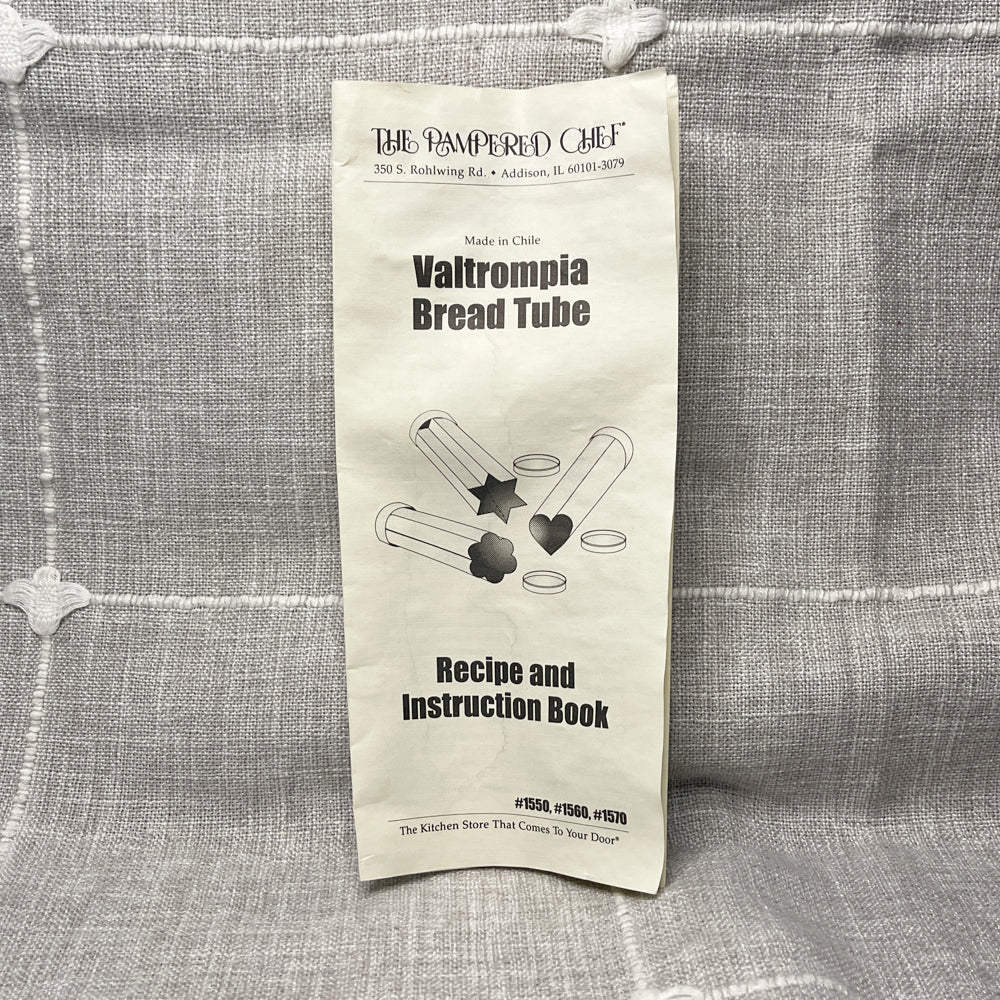 THE PAMPERED CHEF®
350 S. Rohlwing Rd. ◆ Addison, IL 60101-3079
Made in Chile
Valtrompia
Bread Tube
Recipe and
Instruction Book
#1550, #1560, #1570
The Kitchen Store That Comes To Your Door®